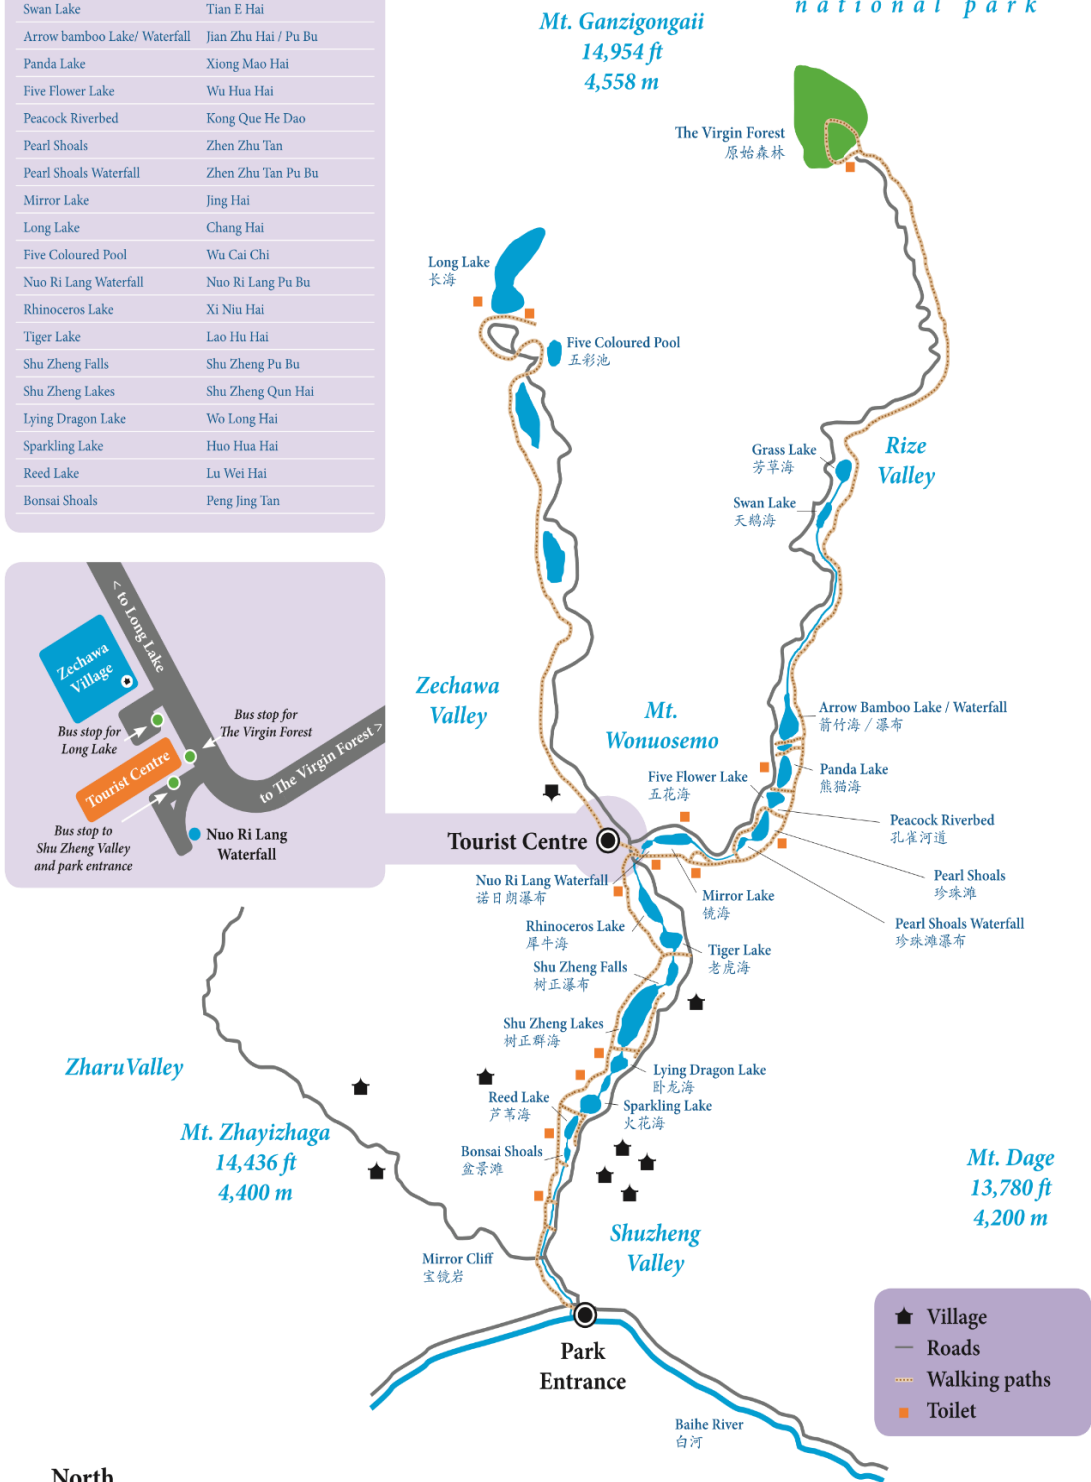 national park
Swan Lake Tian E Hai
Arrow bamboo Lake/ Waterfall Jian Zhu Hai / Pu Bu
Panda Lake Xiong Mao Hai
Five Flower Lake Wu Hua Hai
Peacock Riverbed Kong Que He Dao
Pearl Shoals Zhen Zhu Tan
Pearl Shoals Waterfall Zhen Zhu Tan Pu Bu
Mirror Lake Jing Hai
Long Lake Chang Hai
Five Coloured Pool Wu Cai Chi
Nuo Ri Lang Waterfall Nuo Ri Lang Pu Bu
Rhinoceros Lake Xi Niu Hai
Tiger Lake Lao Hu Hai
Shu Zheng Falls Shu Zheng Pu Bu
Shu Zheng Lakes Shu Zheng Qun Hai
Lying Dragon Lake Wo Long Hai
Sparkling Lake Huo Hua Hai
Reed Lake Lu Wei Hai
Bonsai Shoals Peng Jing Tan
Mt. Ganzigongaii
14,954 ft
4,558 m
The Virgin Forest
原始森林
Long Lake
长海
Five Coloured Pool
五彩池
Grass Lake
芳草海
Rize
Valley
Swan Lake
天鹅海
< to Long Lake
Zechawa
Village
Bus stop for
Long Lake
Bus stop for
The Virgin Forest
Tourist Centre
to The Virgin Forest >
Bus stop to
Shu Zheng Valley
and park entrance
Nuo Ri Lang
Waterfall
Zechawa
Valley
Mt.
Wonuosemo
Arrow Bamboo Lake / Waterfall
箭竹海 / 瀑布
Five Flower Lake
五花海
Panda Lake
熊猫海
Peacock Riverbed
孔雀河道
Tourist Centre
Pearl Shoals
珍珠滩
Nuo Ri Lang Waterfall
诺日朗瀑布
Mirror Lake
镜海
Pearl Shoals Waterfall
珍珠滩瀑布
Rhinoceros Lake
犀牛海
Tiger Lake
老虎海
Shu Zheng Falls
树正瀑布
Shu Zheng Lakes
树正群海
ZharuValley
Lying Dragon Lake
卧龙海
Reed Lake
芦苇海
Sparkling Lake
火花海
Mt. Zhayizhaga
14,436 ft
4,400 m
Bonsai Shoals
盆景滩
Mt. Dage
13,780 ft
4,200 m
Shuzheng
Valley
Mirror Cliff
宝镜岩
Park
Entrance
Village
Roads
Walking paths
Toilet
Baihe River
白河
North